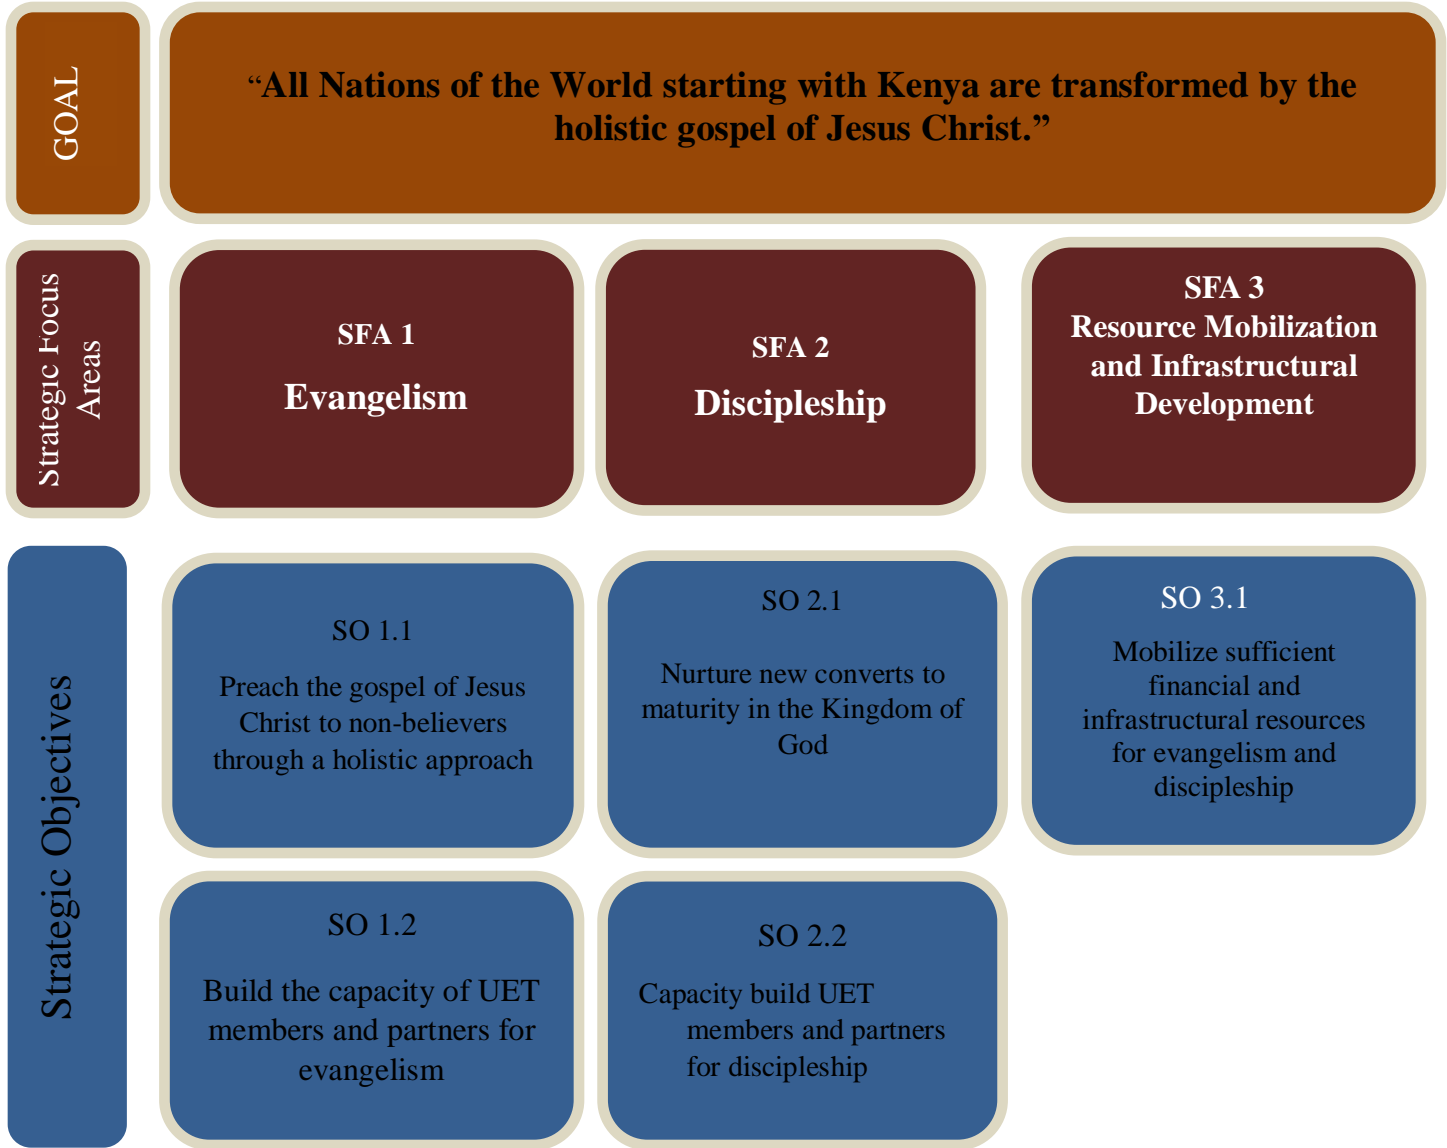 GOAL
“All Nations of the World starting with Kenya are transformed by the
holistic gospel of Jesus Christ.”
Strategic Focus
Areas
SFA 1
Evangelism
SFA 2
Discipleship
SFA 3
Resource Mobilization
and Infrastructural
Development
Strategic Objectives
SO 1.1
Preach the gospel of Jesus
Christ to non-believers
through a holistic approach
SO 2.1
Nurture new converts to
maturity in the Kingdom of
God
SO 3.1
Mobilize sufficient
financial and
infrastructural resources
for evangelism and
discipleship
SO 1.2
Build the capacity of UET
members and partners for
evangelism
SO 2.2
Capacity build UET
members and partners
for discipleship